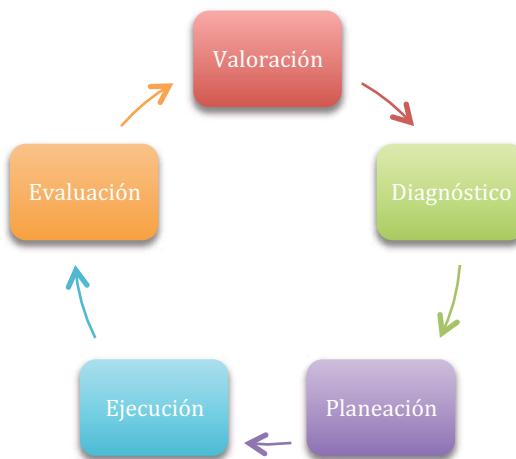 Valoración
Diagnóstico
Planeación
Ejecución
Evaluación